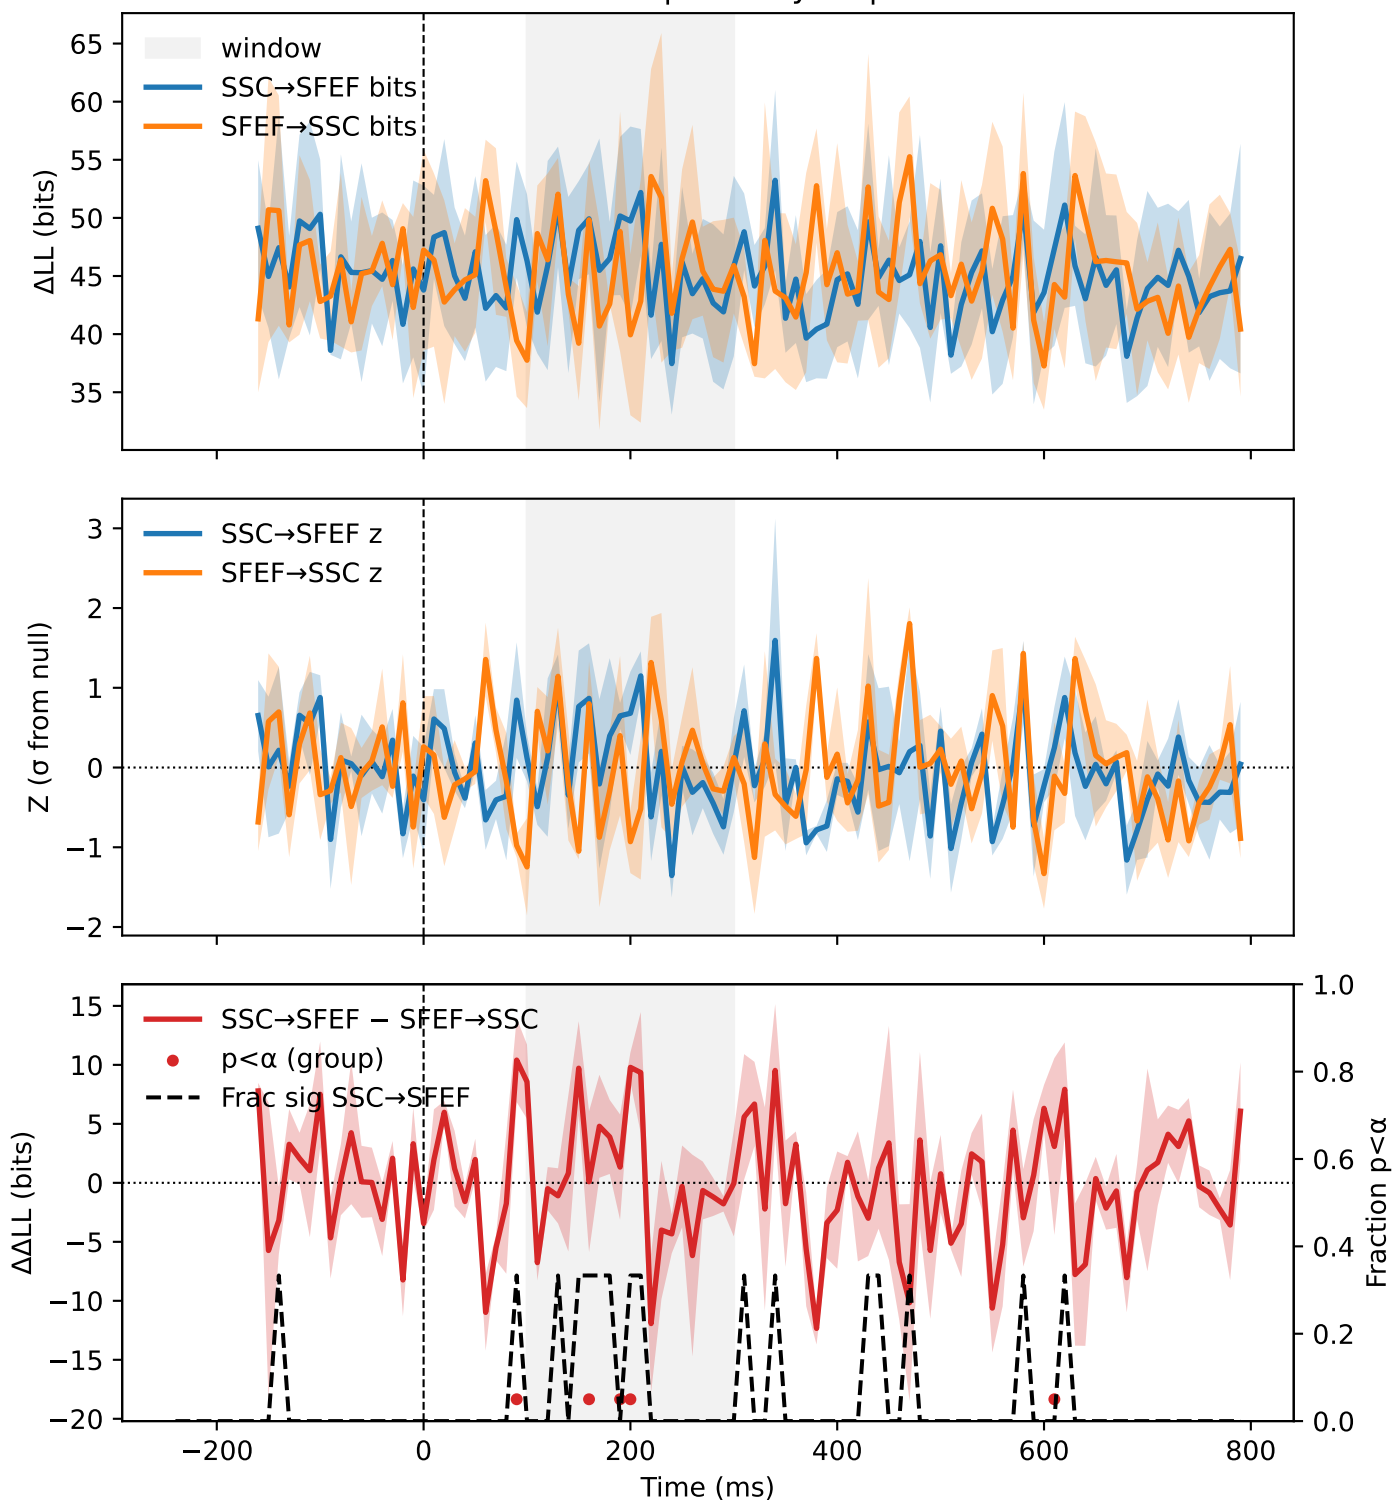 65
60
55
50
45
40
35
ΔLL (bits)
window
SSC→SFEF bits
SFEF→SSC bits
3
2
1
0
−1
−2
Z (σ from null)
SSC→SFEF z
SFEF→SSC z
15
10
5
0
−5
−10
−15
−20
ΔΔLL (bits)
SSC→SFEF − SFEF→SSC
p<α (group)
Frac sig SSC→SFEF
1.0
0.8
0.6
0.4
0.2
0.0
Fraction p<α
−200 0 200 400 600 800
Time (ms)